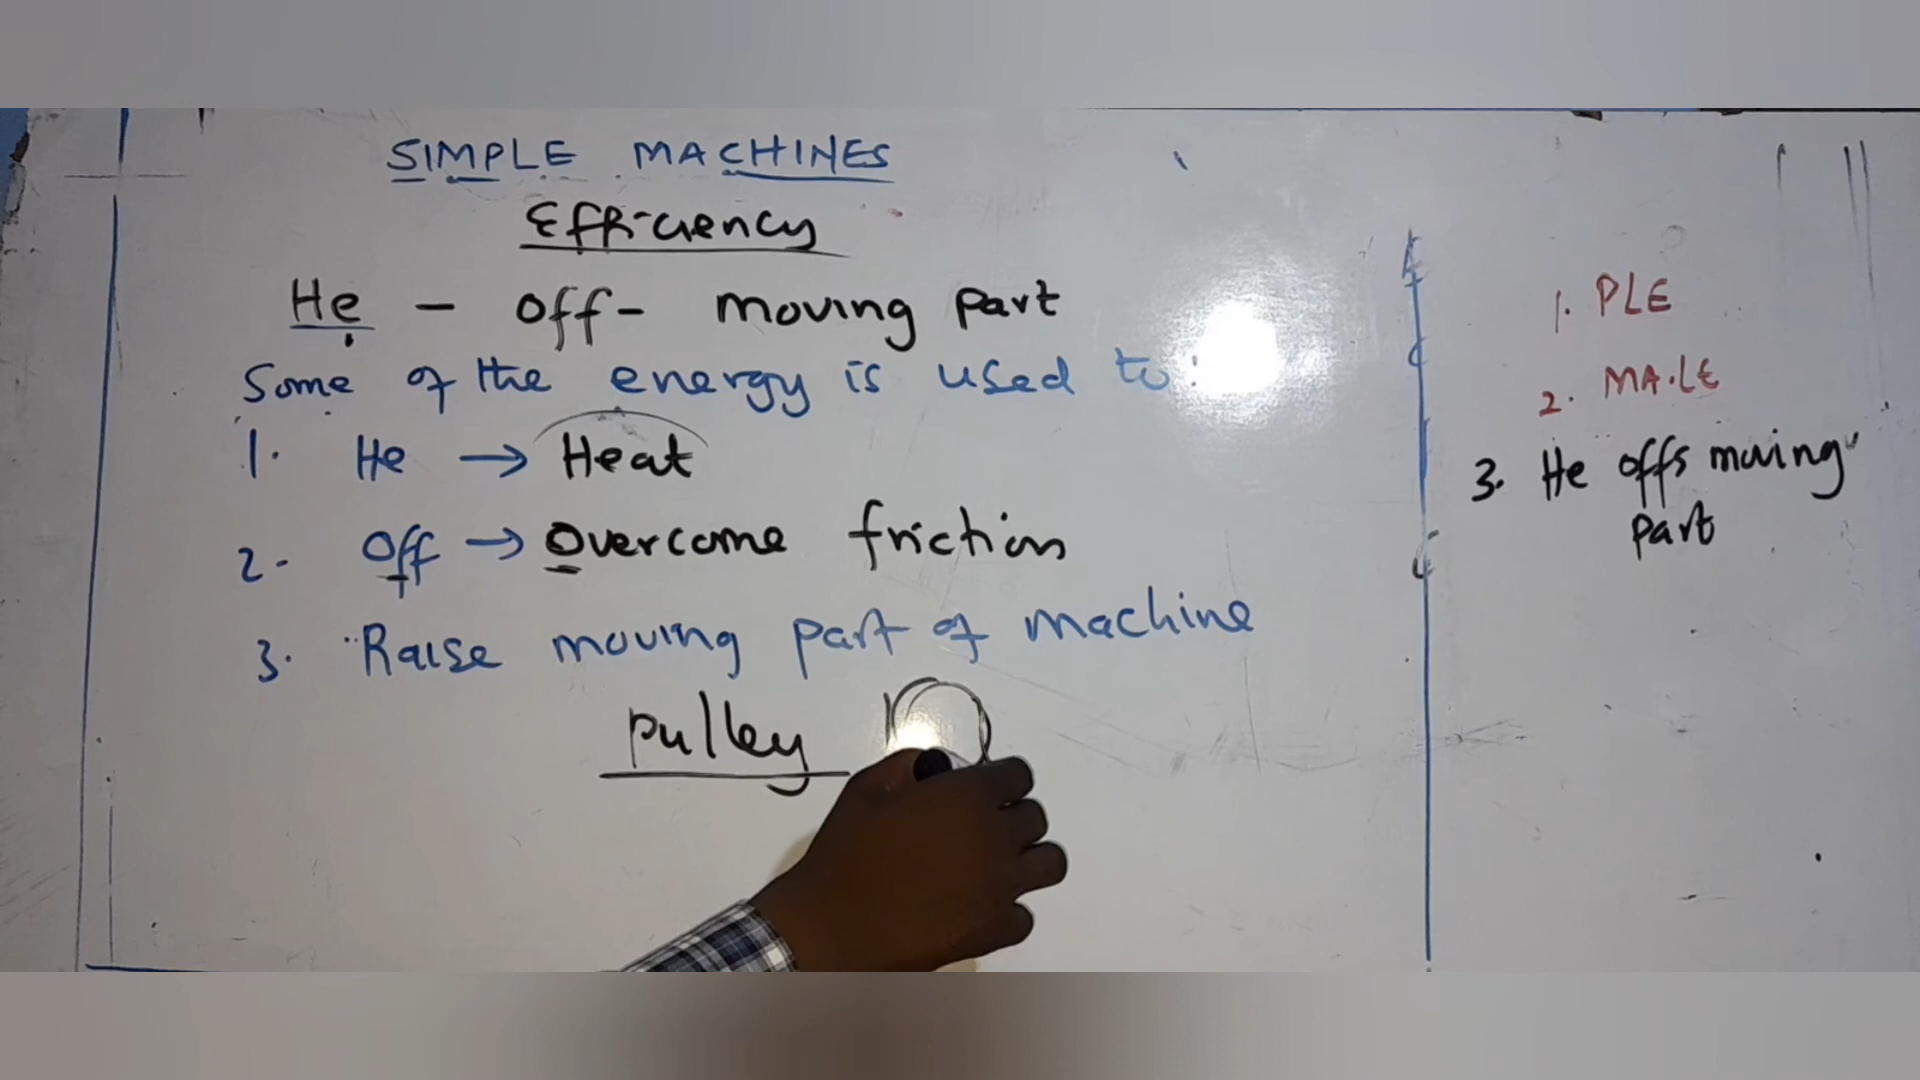 SIMPLE MACHINES
Efficiency
He - off - moving part
Some of the energy is used to:
1. He → Heat
2. Off → Overcome friction
3. Raise moving part of machine
pulley
1. PLE
2. MA.LE
3. He offs moving
part